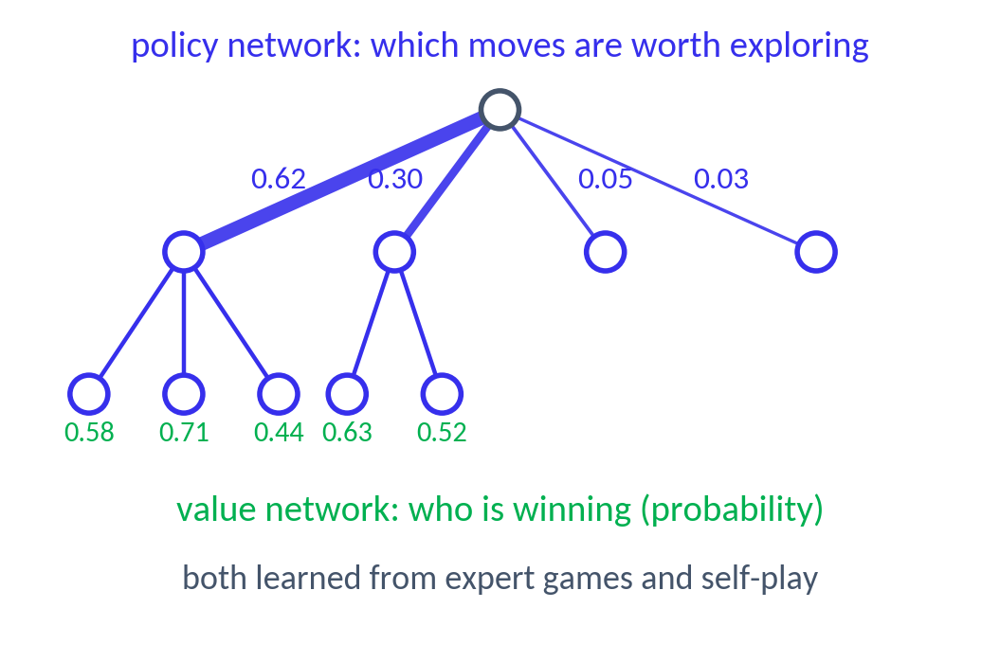 policy network: which moves are worth exploring
0.62 0.30 0.05 0.03
0.58 0.71 0.44 0.63 0.52
value network: who is winning (probability)
both learned from expert games and self-play